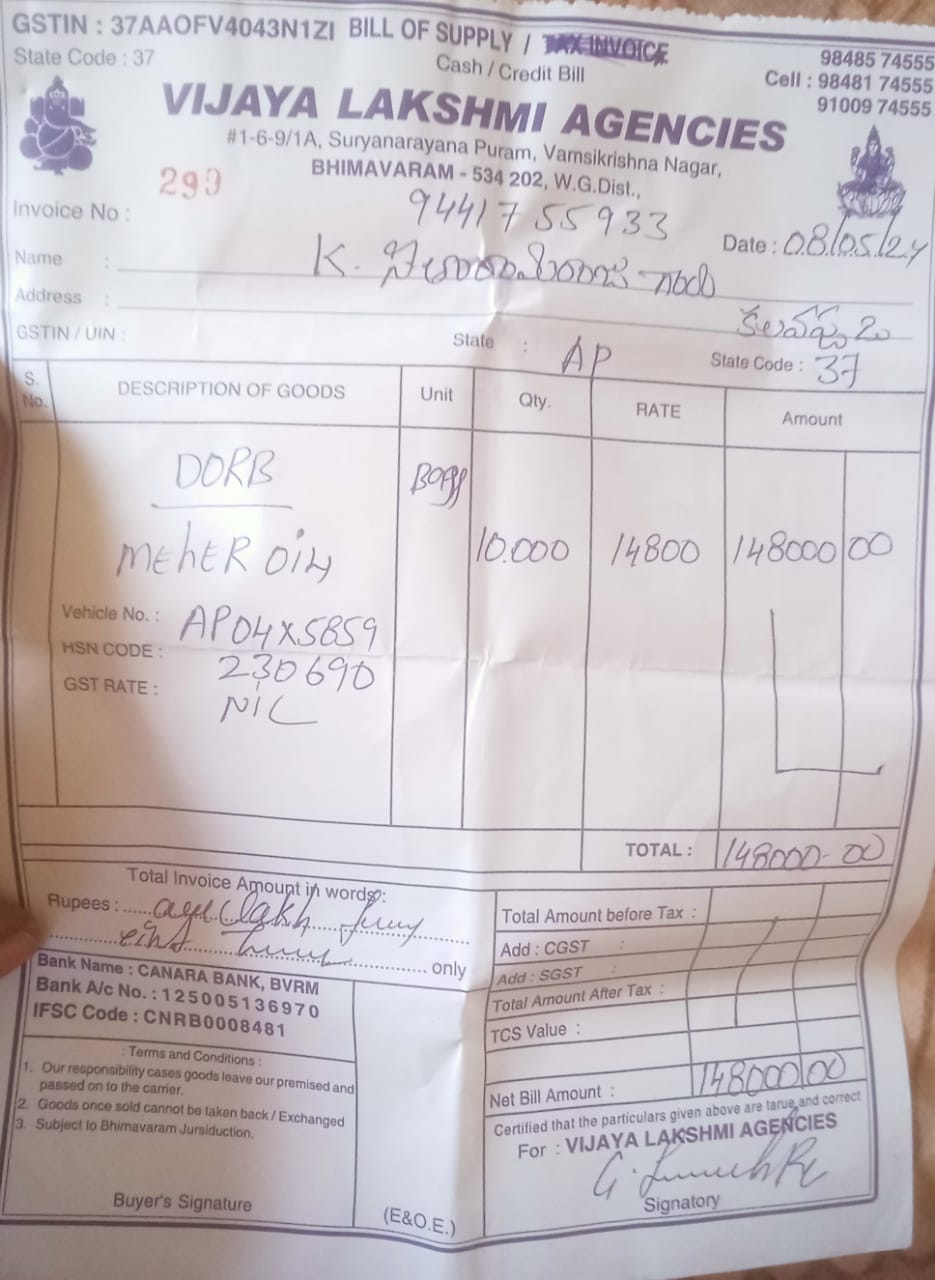 GSTIN : 37AAOFV4043N1ZI BILL OF SUPPLY / TAX INVOICE
State Code : 37
Cash / Credit Bill
98485 74555
Cell : 98481 74555
91009 74555
VIJAYA LAKSHMI AGENCIES
#1-6-9/1A, Suryanarayana Puram, Vamsikrishna Nagar,
BHIMAVARAM - 534 202, W.G.Dist.,
Invoice No : 299
9441755933
Date : 08/05/24
Name : K.
Address :
GSTIN / UIN :
State : AP
State Code : 37
S. No. DESCRIPTION OF GOODS Unit Qty. RATE Amount
DORB
MEHER OiH 10.000 14800 148000 00
Vehicle No. : AP04X5859
HSN CODE : 230690
GST RATE : NIL
TOTAL : 148000-00
Total Invoice Amount in words:
Rupees : lakh
only
Bank Name : CANARA BANK, BVRM
Bank A/c No. : 125005136970
IFSC Code : CNRB0008481
: Terms and Conditions :
1. Our responsibility cases goods leave our premised and
passed on to the carrier.
2. Goods once sold cannot be taken back / Exchanged
3. Subject to Bhimavaram Jursiduction.
Buyer's Signature
(E&O.E.)
Total Amount before Tax :
Add : CGST :
Add : SGST :
Total Amount After Tax :
TCS Value :
Net Bill Amount : 148000 00
Certified that the particulars given above are tarue and correct
For : VIJAYA LAKSHMI AGENCIES
Signatory